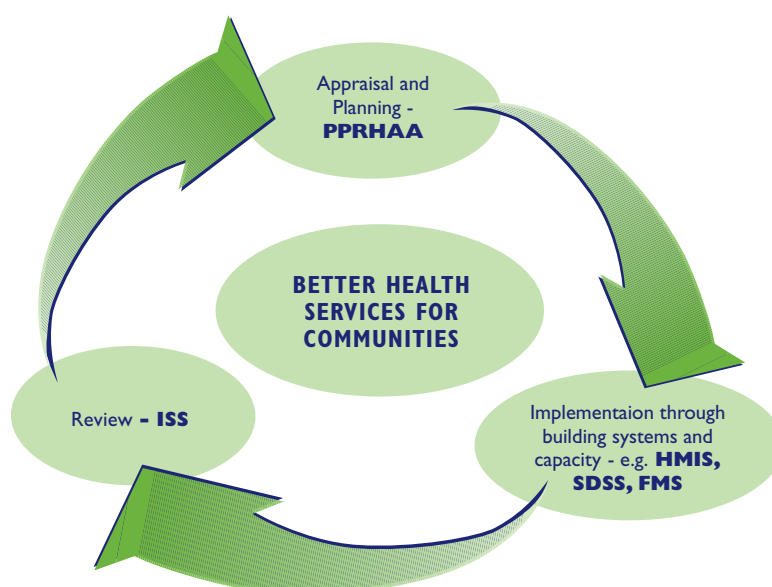 Appraisal and
Planning -
PPRHAA
BETTER HEALTH
SERVICES FOR
COMMUNITIES
Implementaion through
building systems and
capacity - e.g. HMIS,
SDSS, FMS
Review - ISS